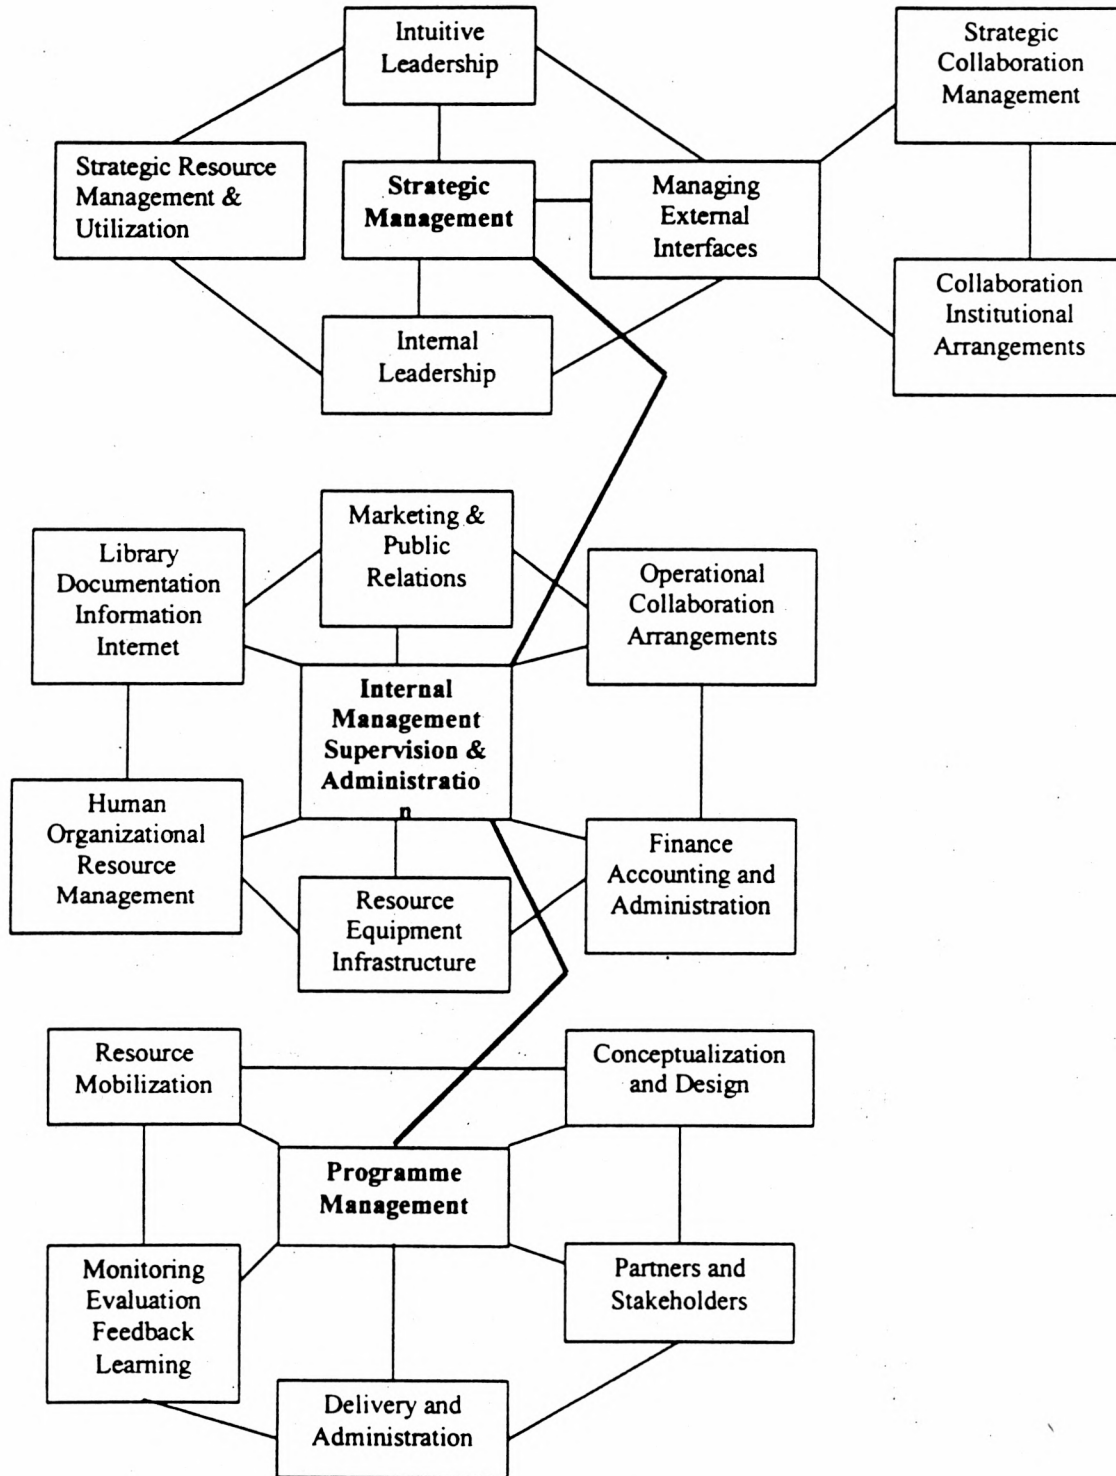 Intuitive
Leadership
Strategic
Collaboration
Management
Strategic Resource
Management &
Utilization
Strategic
Management
Managing
External
Interfaces
Collaboration
Institutional
Arrangements
Internal
Leadership
Marketing &
Public
Relations
Library
Documentation
Information
Internet
Operational
Collaboration
Arrangements
Internal
Management
Supervision &
Administratio
n
Human
Organizational
Resource
Management
Finance
Accounting and
Administration
Resource
Equipment
Infrastructure
Resource
Mobilization
Conceptualization
and Design
Programme
Management
Monitoring
Evaluation
Feedback
Learning
Partners and
Stakeholders
Delivery and
Administration